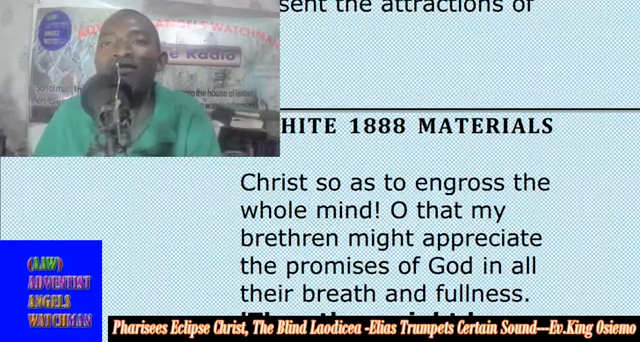 sent the attractions of
HITE 1888 MATERIALS
Christ so as to engross the
whole mind! O that my
brethren might appreciate
the promises of God in all
their breath and fullness.
(AAW)
ADVENTIST
ANGELS
WATCHMAN
Pharisees Eclipse Christ, The Blind Laodicea -Elias Trumpets Certain Sound—Ev.King Osiemo